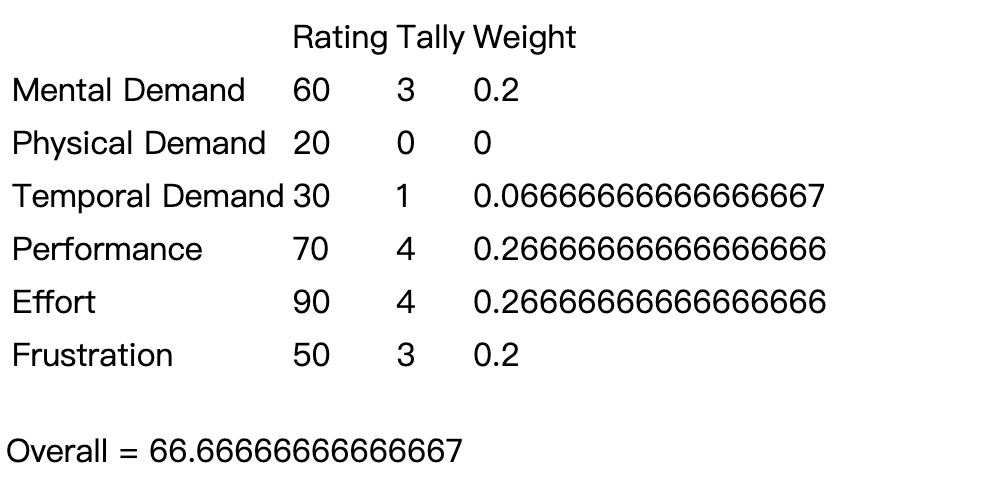 Rating Tally Weight
Mental Demand 60 3 0.2
Physical Demand 20 0 0
Temporal Demand 30 1 0.06666666666666667
Performance 70 4 0.26666666666666666
Effort 90 4 0.26666666666666666
Frustration 50 3 0.2
Overall = 66.66666666666667